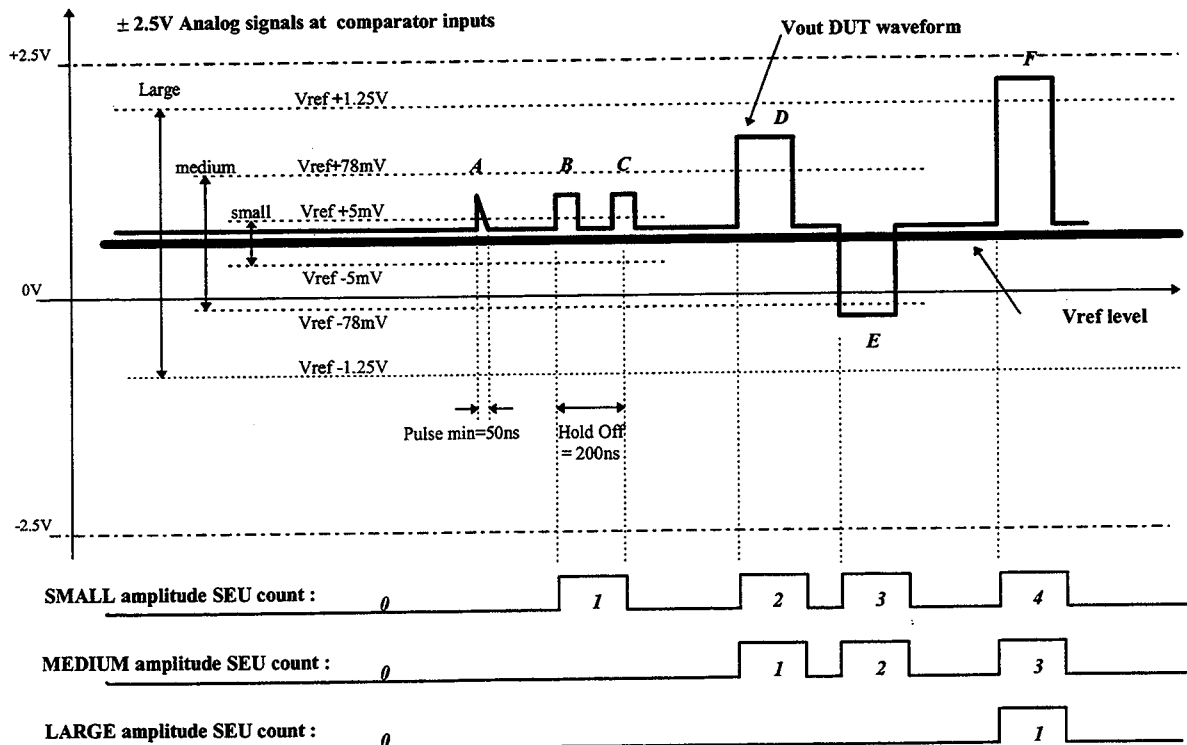 ± 2.5V Analog signals at comparator inputs
Vout DUT waveform
+2.5V
F
Large
Vref +1.25V
D
medium
Vref+78mV
A
B
C
small
Vref +5mV
Vref -5mV
0V
Vref -78mV
Vref level
E
Vref -1.25V
Pulse min=50ns
Hold Off
= 200ns
-2.5V
SMALL amplitude SEU count :
0
1
2
3
4
MEDIUM amplitude SEU count :
0
1
2
3
LARGE amplitude SEU count :
0
1